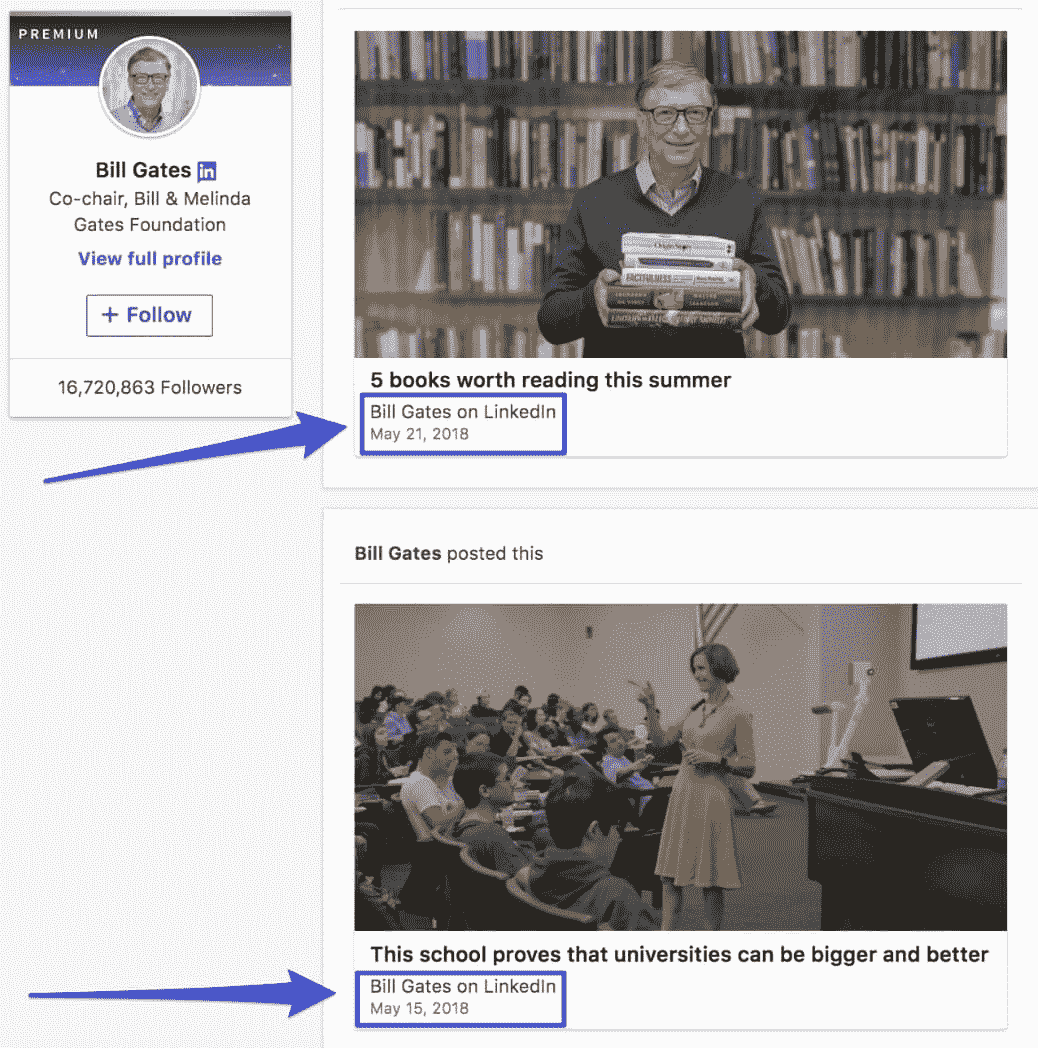 PREMIUM
Bill Gates in
Co-chair, Bill & Melinda
Gates Foundation
View full profile
+ Follow
16,720,863 Followers
FACTFULNESS
5 books worth reading this summer
Bill Gates on LinkedIn
May 21, 2018
Bill Gates posted this
This school proves that universities can be bigger and better
Bill Gates on LinkedIn
May 15, 2018